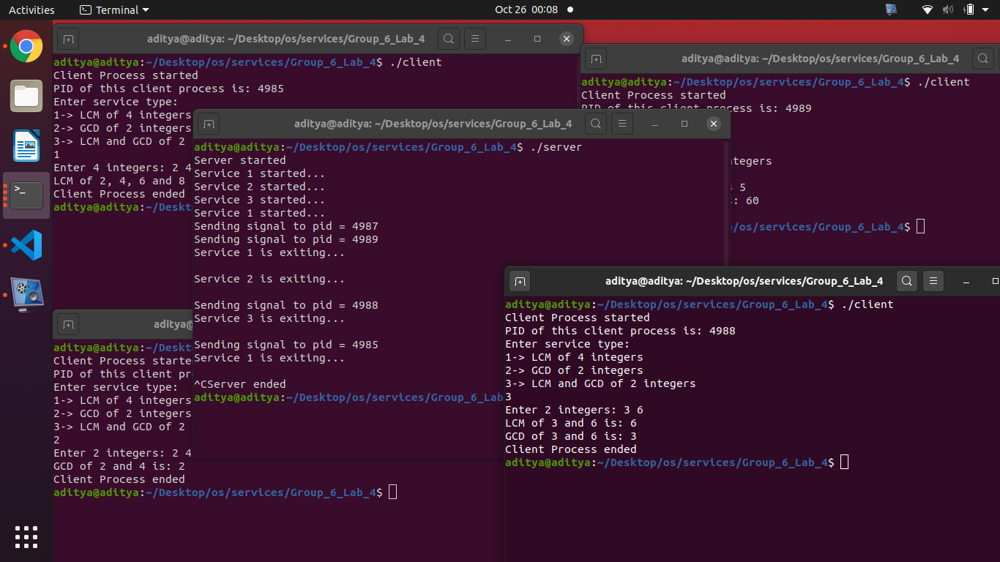 Activities
Terminal
Oct 26 00:08
aditya@aditya: ~/Desktop/os/services/Group_6_Lab_4
aditya@aditya:~/Desktop/os/services/Group_6_Lab_4$ ./client
Client Process started
PID of this client process is: 4985
Enter service type:
1-> LCM of 4 integers
2-> GCD of 2 integers
3-> LCM and GCD of 2
1
Enter 4 integers: 2 4
LCM of 2, 4, 6 and 8
Client Process ended
aditya@aditya:~/Deskt
aditya@aditya: ~/Desktop/os/services/Group_6_Lab_4
aditya@aditya:~/Desktop/os/services/Group_6_Lab_4$ ./client
Client Process started
PID of this client process is: 4989
ntegers
5
: 60
p/os/services/Group_6_Lab_4$
aditya@aditya: ~/Desktop/os/services/Group_6_Lab_4
aditya@aditya:~/Desktop/os/services/Group_6_Lab_4$ ./server
Server started
Service 1 started...
Service 2 started...
Service 3 started...
Service 1 started...
Sending signal to pid = 4987
Sending signal to pid = 4989
Service 1 is exiting...
Service 2 is exiting...
Sending signal to pid = 4988
Service 3 is exiting...
Sending signal to pid = 4985
Service 1 is exiting...
^CServer ended
aditya@aditya:~/Desktop/os/services/Group_6_Lab
aditya@a
aditya@aditya:~/Deskt
Client Process starte
PID of this client pr
Enter service type:
1-> LCM of 4 integers
2-> GCD of 2 integers
3-> LCM and GCD of 2
2
Enter 2 integers: 2 4
GCD of 2 and 4 is: 2
Client Process ended
aditya@aditya:~/Desktop/os/services/Group_6_Lab_4$
aditya@aditya: ~/Desktop/os/services/Group_6_Lab_4
aditya@aditya:~/Desktop/os/services/Group_6_Lab_4$ ./client
Client Process started
PID of this client process is: 4988
Enter service type:
1-> LCM of 4 integers
2-> GCD of 2 integers
3-> LCM and GCD of 2 integers
3
Enter 2 integers: 3 6
LCM of 3 and 6 is: 6
GCD of 3 and 6 is: 3
Client Process ended
aditya@aditya:~/Desktop/os/services/Group_6_Lab_4$